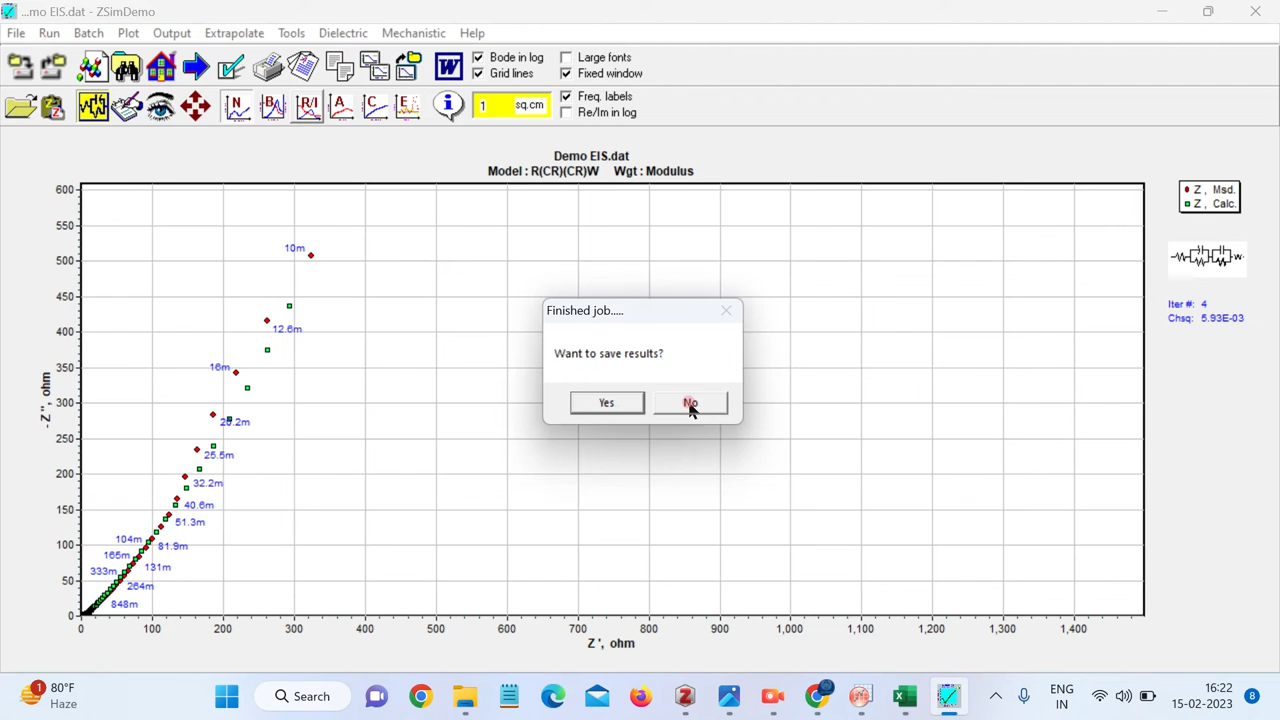 ...mo EIS.dat - ZSimDemo
File Run Batch Plot Output Extrapolate Tools Dielectric Mechanistic Help
W
Bode in log
Large fonts
Grid lines
Fixed window
N
B
R/I
A
C
E
1 sq.cm
Freq. labels
Re/Im in log
Demo EIS.dat
Model : R(CR)(CR)W Wgt : Modulus
-Z'', ohm
600
550
500
450
400
350
300
250
200
150
100
50
0
10m
12.6m
16m
20.2m
25.5m
32.2m
40.6m
51.3m
104m
81.9m
165m
131m
333m
264m
848m
0 100 200 300 400 500 600 700 800 900 1,000 1,100 1,200 1,300 1,400
Z ', ohm
Z , Msd.
Z , Calc.
W
Iter #: 4
Chsq: 5.93E-03
Finished job.....
Want to save results?
Yes
No
1
80°F
Haze
Search
ENG
IN
16:22
15-02-2023
8